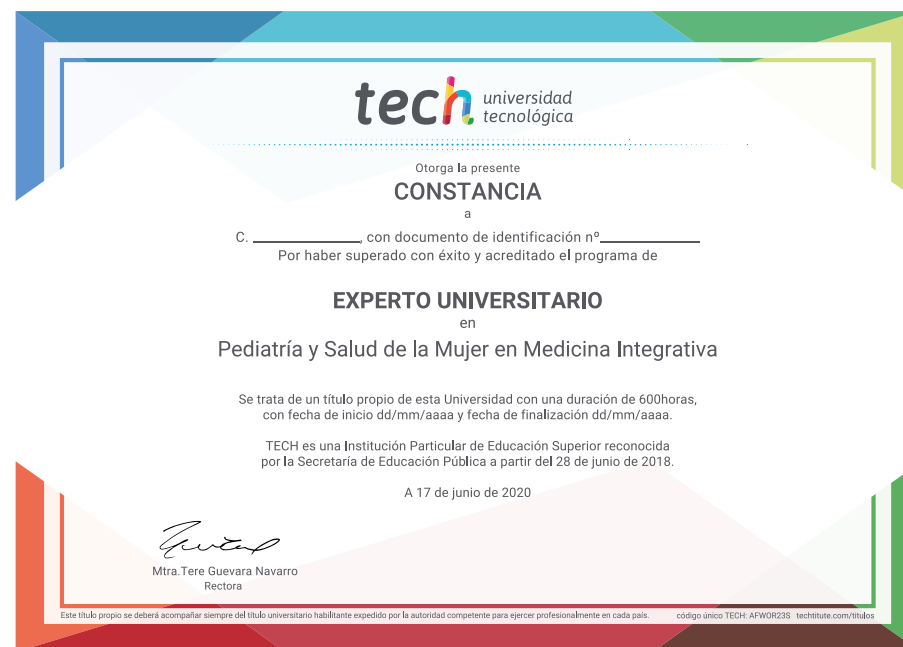 tech universidad
tecnológica
Otorga la presente
CONSTANCIA
a
C. ____________, con documento de identificación nº____________
Por haber superado con éxito y acreditado el programa de
EXPERTO UNIVERSITARIO
en
Pediatría y Salud de la Mujer en Medicina Integrativa
Se trata de un título propio de esta Universidad con una duración de 600horas,
con fecha de inicio dd/mm/aaaa y fecha de finalización dd/mm/aaaa.
TECH es una Institución Particular de Educación Superior reconocida
por la Secretaría de Educación Pública a partir del 28 de junio de 2018.
A 17 de junio de 2020
Mtra.Tere Guevara Navarro
Rectora
Este título propio se deberá acompañar siempre del título universitario habilitante expedido por la autoridad competente para ejercer profesionalmente en cada país. código único TECH: AFWOR23S techtitute.com/titulos